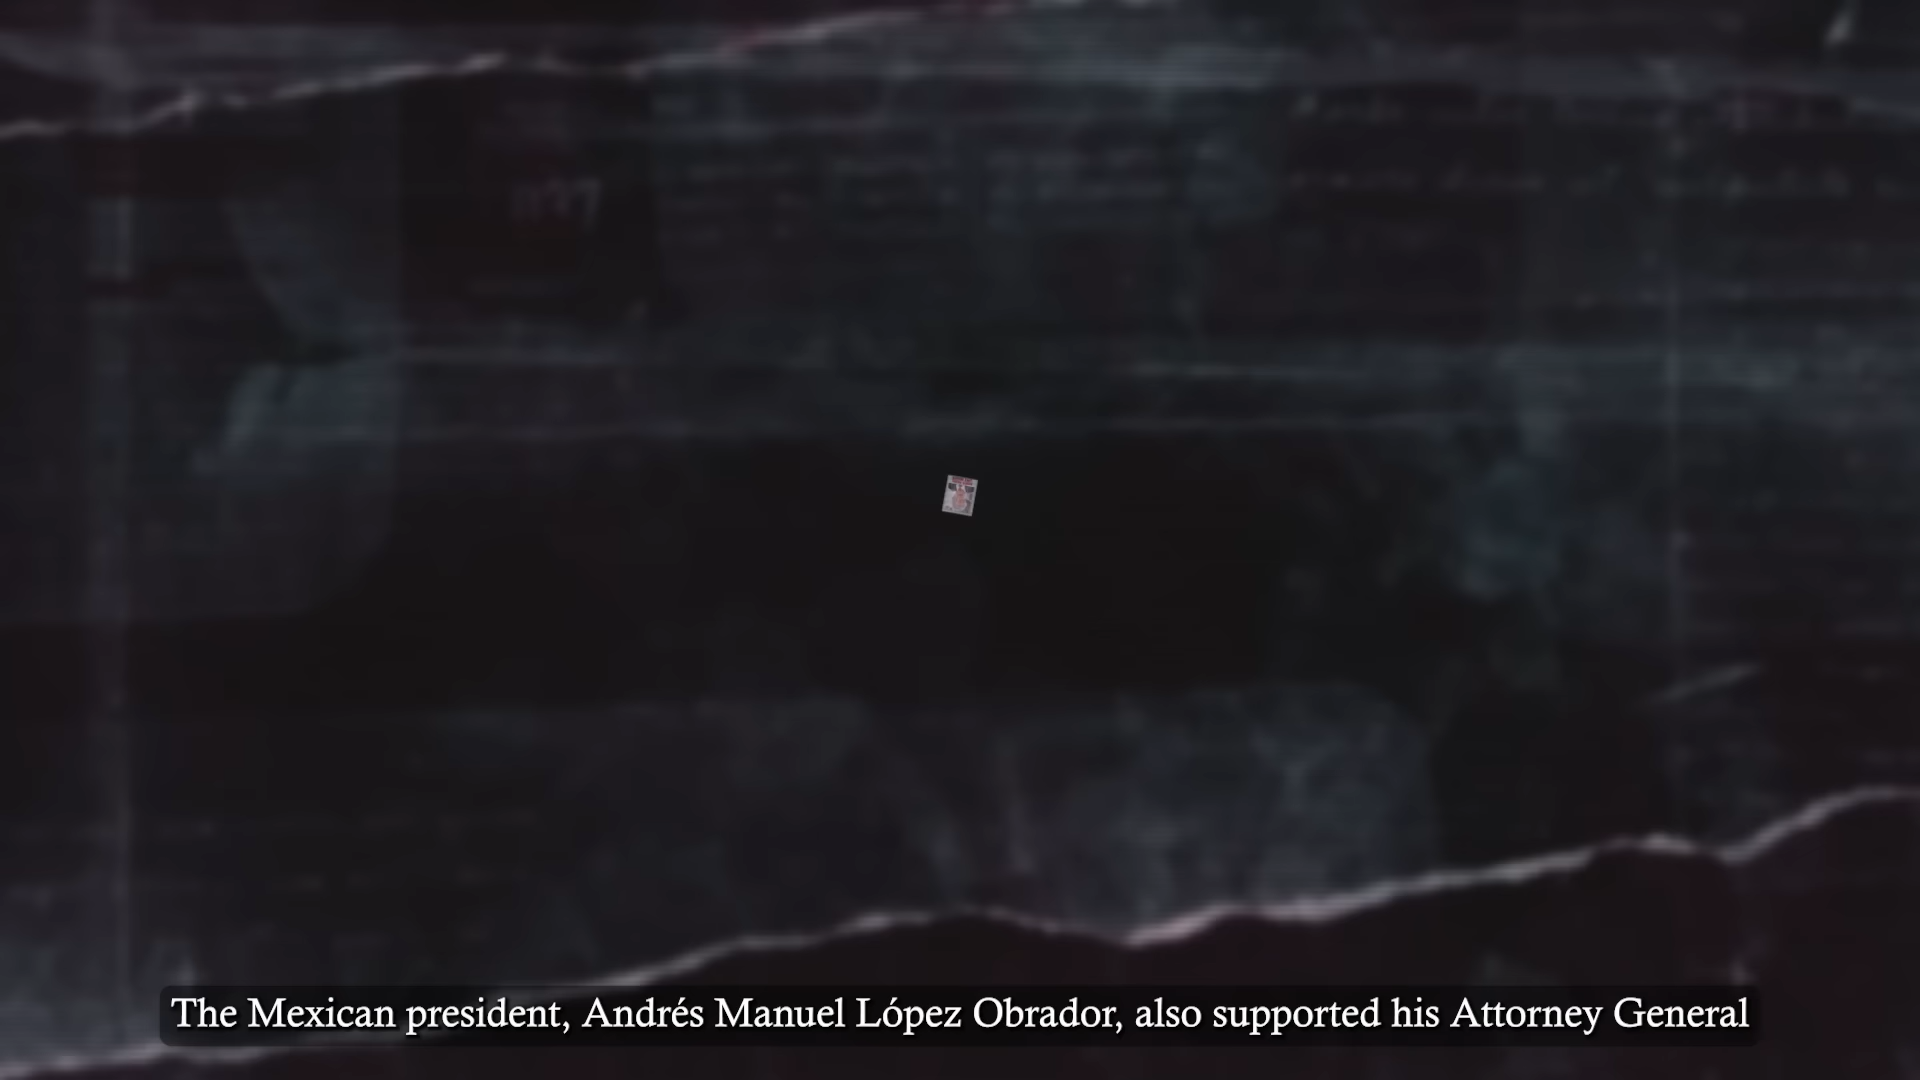 The Mexican president, Andrés Manuel López Obrador, also supported his Attorney General